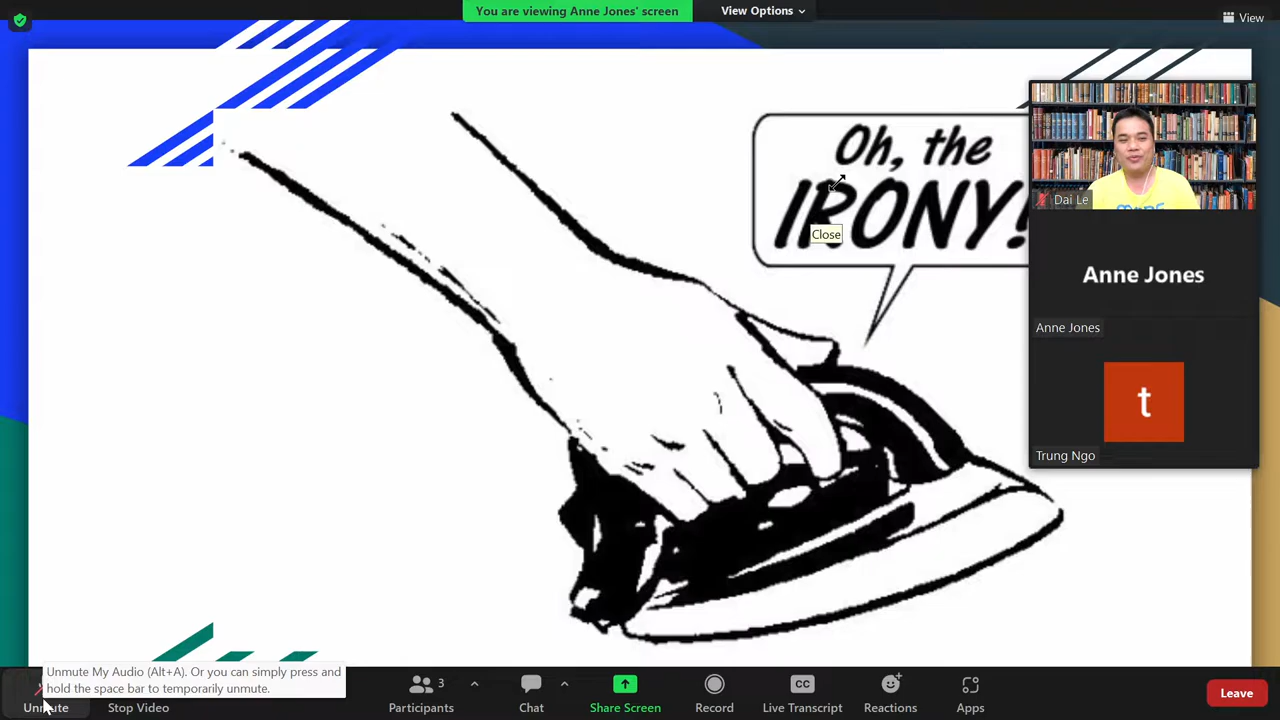 You are viewing Anne Jones' screen
View Options
View
Oh, the
IRONY!
Close
Dai Le
Anne Jones
Anne Jones
t
Trung Ngo
Unmute My Audio (Alt+A). Or you can simply press and
hold the space bar to temporarily unmute.
Unmute
Stop Video
3
Participants
Chat
Share Screen
Record
CC
Live Transcript
Reactions
Apps
Leave